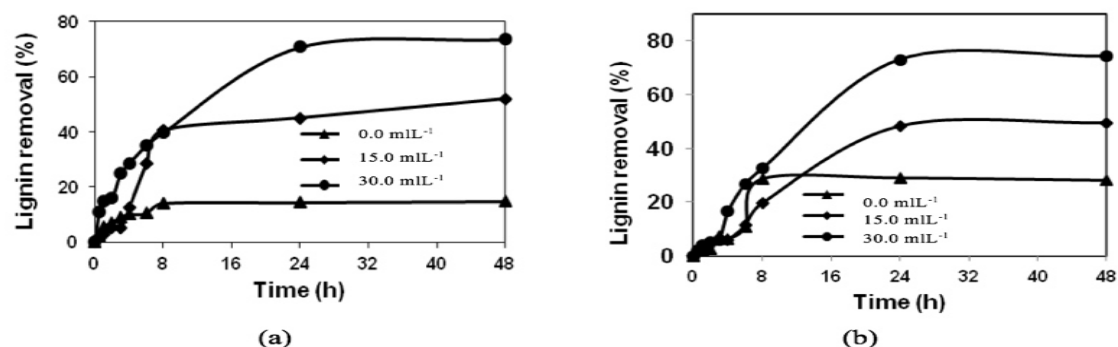 80
60
40
20
0
Lignin removal (%)
0.0 mlL⁻¹
15.0 mlL⁻¹
30.0 mlL⁻¹
0 8 16 24 32 40 48
Time (h)
(a)
80
60
40
20
0
Lignin removal (%)
0.0 mlL⁻¹
15.0 mlL⁻¹
30.0 mlL⁻¹
0 8 16 24 32 40 48
Time (h)
(b)